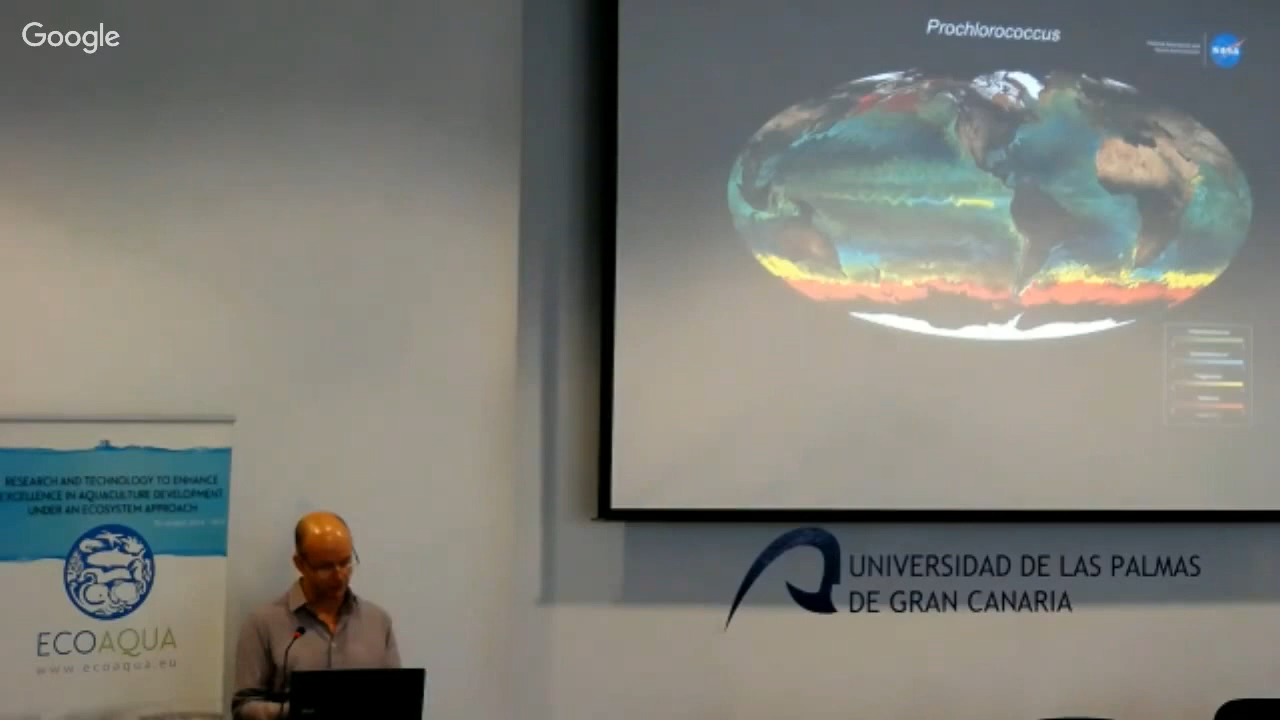 Google
Prochlorococcus
NASA
RESEARCH AND TECHNOLOGY TO ENHANCE
EXCELLENCE IN AQUACULTURE DEVELOPMENT
UNDER AN ECOSYSTEM APPROACH
ECOAQUA
www.ecoaqua.eu
UNIVERSIDAD DE LAS PALMAS
DE GRAN CANARIA